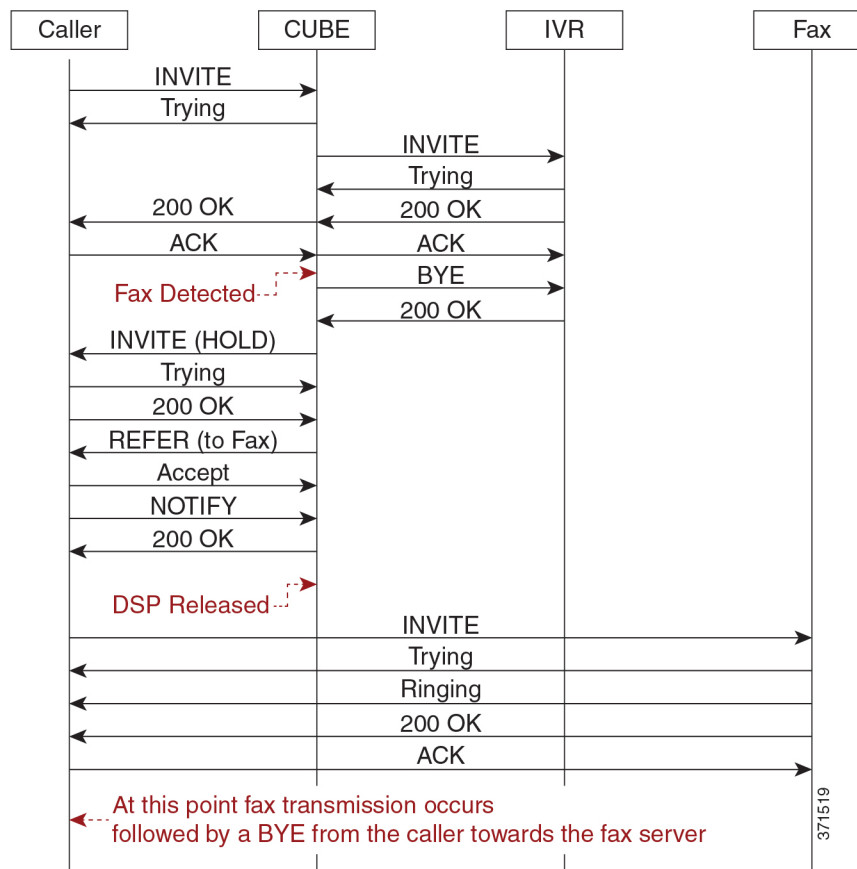 Caller
CUBE
IVR
Fax
INVITE
Trying
INVITE
Trying
200 OK
200 OK
ACK
ACK
Fax Detected
BYE
200 OK
INVITE (HOLD)
Trying
200 OK
REFER (to Fax)
Accept
NOTIFY
200 OK
DSP Released
INVITE
Trying
Ringing
200 OK
ACK
At this point fax transmission occurs
followed by a BYE from the caller towards the fax server
371519